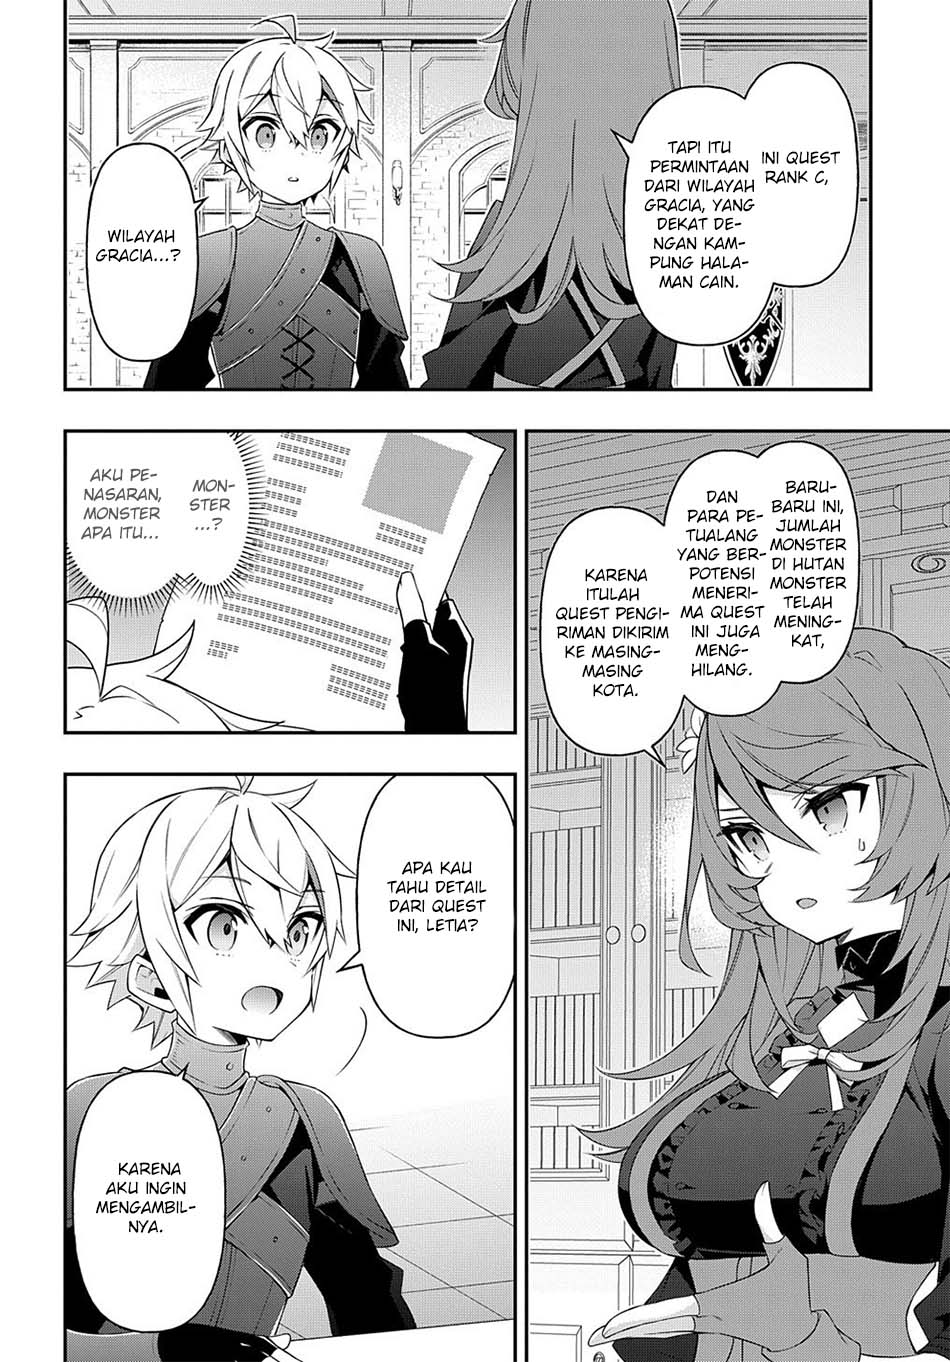 INI QUEST
RANK C,
TAPI ITU
PERMINTAAN
DARI WILAYAH
GRACIA, YANG
DEKAT DE-
NGAN KAM-
PUNG HALA-
MAN CAIN.
WILAYAH
GRACIA...?
BARU-
BARU INI,
JUMLAH
MONSTER
DI HUTAN
MONSTER
TELAH
MENING-
KAT,
DAN
PARA PE-
TUALANG
YANG BER-
POTENSI
MENERI-
MA QUEST
INI JUGA
MENG-
HILANG.
KARENA
ITULAH
QUEST PENGI-
RIMAN DIKIRIM
KE MASING-
MASING
KOTA.
MON-
STER
...?
AKU PE-
NASARAN,
MONSTER
APA ITU...
APA KAU
TAHU DETAIL
DARI QUEST
INI, LETIA?
KARENA
AKU INGIN
MENGAMBIL-
NYA.